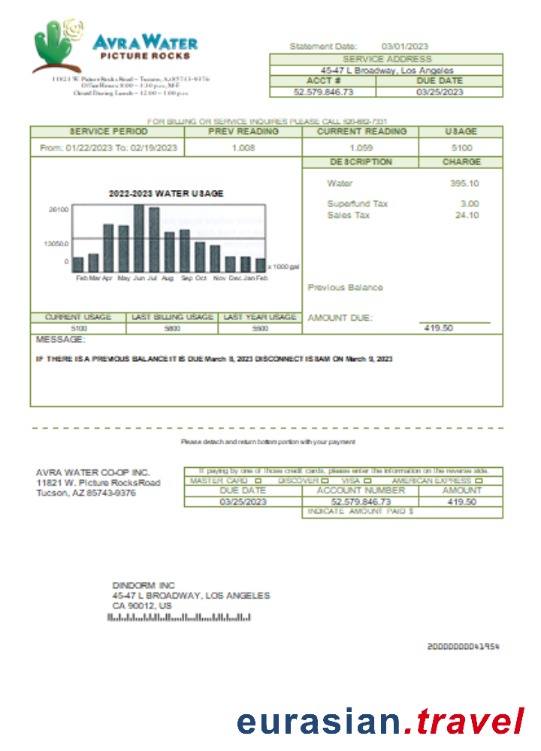 AVRA WATER
PICTURE ROCKS
11821 W. Picture Rocks Road ~ Tucson, Az 85743-9376
Office Hours 8:00 ~ 4:30 p.m., M-F
Closed During Lunch ~ 12:00 ~ 1:00 p.m.
Statement Date: 03/01/2023
SERVICE ADDRESS
45-47 L Broadway, Los Angeles
ACCT # DUE DATE
52.579.846.73 03/25/2023
FOR BILLING OR SERVICE INQUIRES PLEASE CALL 520-682-7331
SERVICE PERIOD PREV READING CURRENT READING USAGE
From: 01/22/2023 To: 02/19/2023 1.008 1.059 5100
DESCRIPTION CHARGE
Water 395.10
Superfund Tax 3.00
Sales Tax 24.10
2022-2023 WATER USAGE
26100
13050.0
0
x 1000 gal
Feb Mar Apr May Jun Jul Aug Sep Oct Nov Dec Jan Feb
Previous Balance
CURRENT USAGE LAST BILLING USAGE LAST YEAR USAGE
5100 5800 5500
AMOUNT DUE:
419.50
MESSAGE:
IF THERE IS A PREVIOUS BALANCE IT IS DUE March 8, 2023 DISCONNECT IS 8AM ON March 9, 2023
Please detach and return bottom portion with your payment
AVRA WATER CO-OP INC.
11821 W. Picture RocksRoad
Tucson, AZ 85743-9376
If paying by one of those credit cards, please enter the information on the reverse side.
MASTER CARD DISCOVER VISA AMERICAN EXPRESS
DUE DATE ACCOUNT NUMBER AMOUNT
03/25/2023 52.579.846.73 419.50
INDICATE AMOUNT PAID $
DINDORM INC
45-47 L BROADWAY, LOS ANGELES
CA 90012, US
20000000041954
eurasian.travel